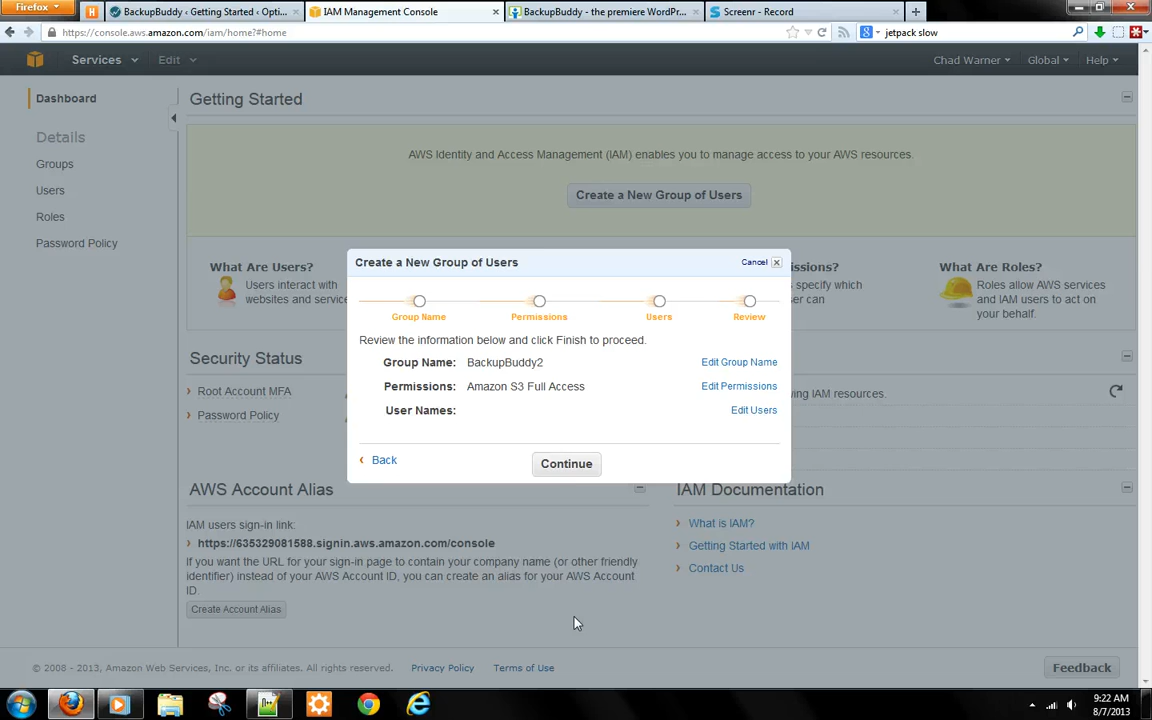 Firefox
BackupBuddy ‹ Getting Started ‹ Opti...
IAM Management Console
BackupBuddy - the premiere WordPr...
Screenr - Record
https://console.aws.amazon.com/iam/home?#home
jetpack slow
Services
Edit
Chad Warner
Global
Help
Dashboard
Details
Groups
Users
Roles
Password Policy
Getting Started
AWS Identity and Access Management (IAM) enables you to manage access to your AWS resources.
Create a New Group of Users
What Are Users?
Users interact with
websites and service
issions?
s specify which
er can
What Are Roles?
Roles allow AWS services
and IAM users to act on
your behalf.
Create a New Group of Users
Cancel
Group Name
Permissions
Users
Review
Review the information below and click Finish to proceed.
Group Name: BackupBuddy2
Edit Group Name
Permissions: Amazon S3 Full Access
Edit Permissions
User Names:
Edit Users
Back
Continue
Security Status
Root Account MFA
Password Policy
ving IAM resources.
AWS Account Alias
IAM users sign-in link:
https://635329081588.signin.aws.amazon.com/console
If you want the URL for your sign-in page to contain your company name (or other friendly
identifier) instead of your AWS Account ID, you can create an alias for your AWS Account
ID.
Create Account Alias
IAM Documentation
What is IAM?
Getting Started with IAM
Contact Us
© 2008 - 2013, Amazon Web Services, Inc. or its affiliates. All rights reserved.
Privacy Policy
Terms of Use
Feedback
9:22 AM
8/7/2013